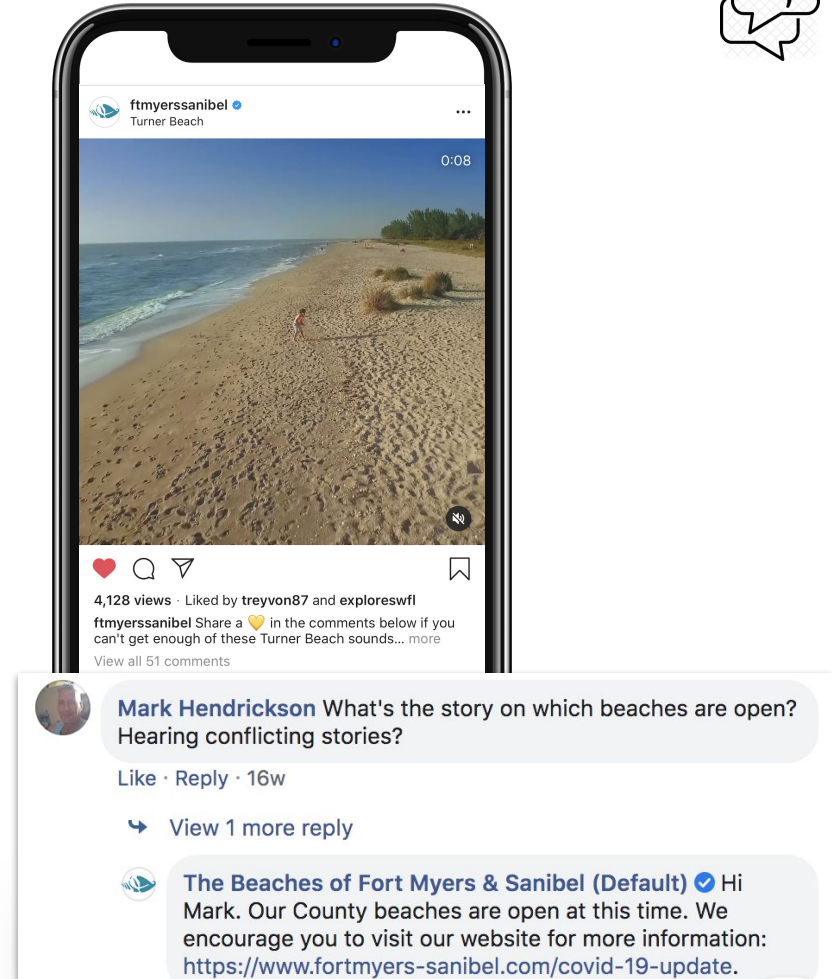 ftmyerssanibel
Turner Beach
0:08
4,128 views · Liked by treyvon87 and exploreswfl
ftmyerssanibel Share a 💛 in the comments below if you
can't get enough of these Turner Beach sounds... more
View all 51 comments
Mark Hendrickson What's the story on which beaches are open?
Hearing conflicting stories?
Like · Reply · 16w
View 1 more reply
The Beaches of Fort Myers & Sanibel (Default) Hi
Mark. Our County beaches are open at this time. We
encourage you to visit our website for more information:
https://www.fortmyers-sanibel.com/covid-19-update.